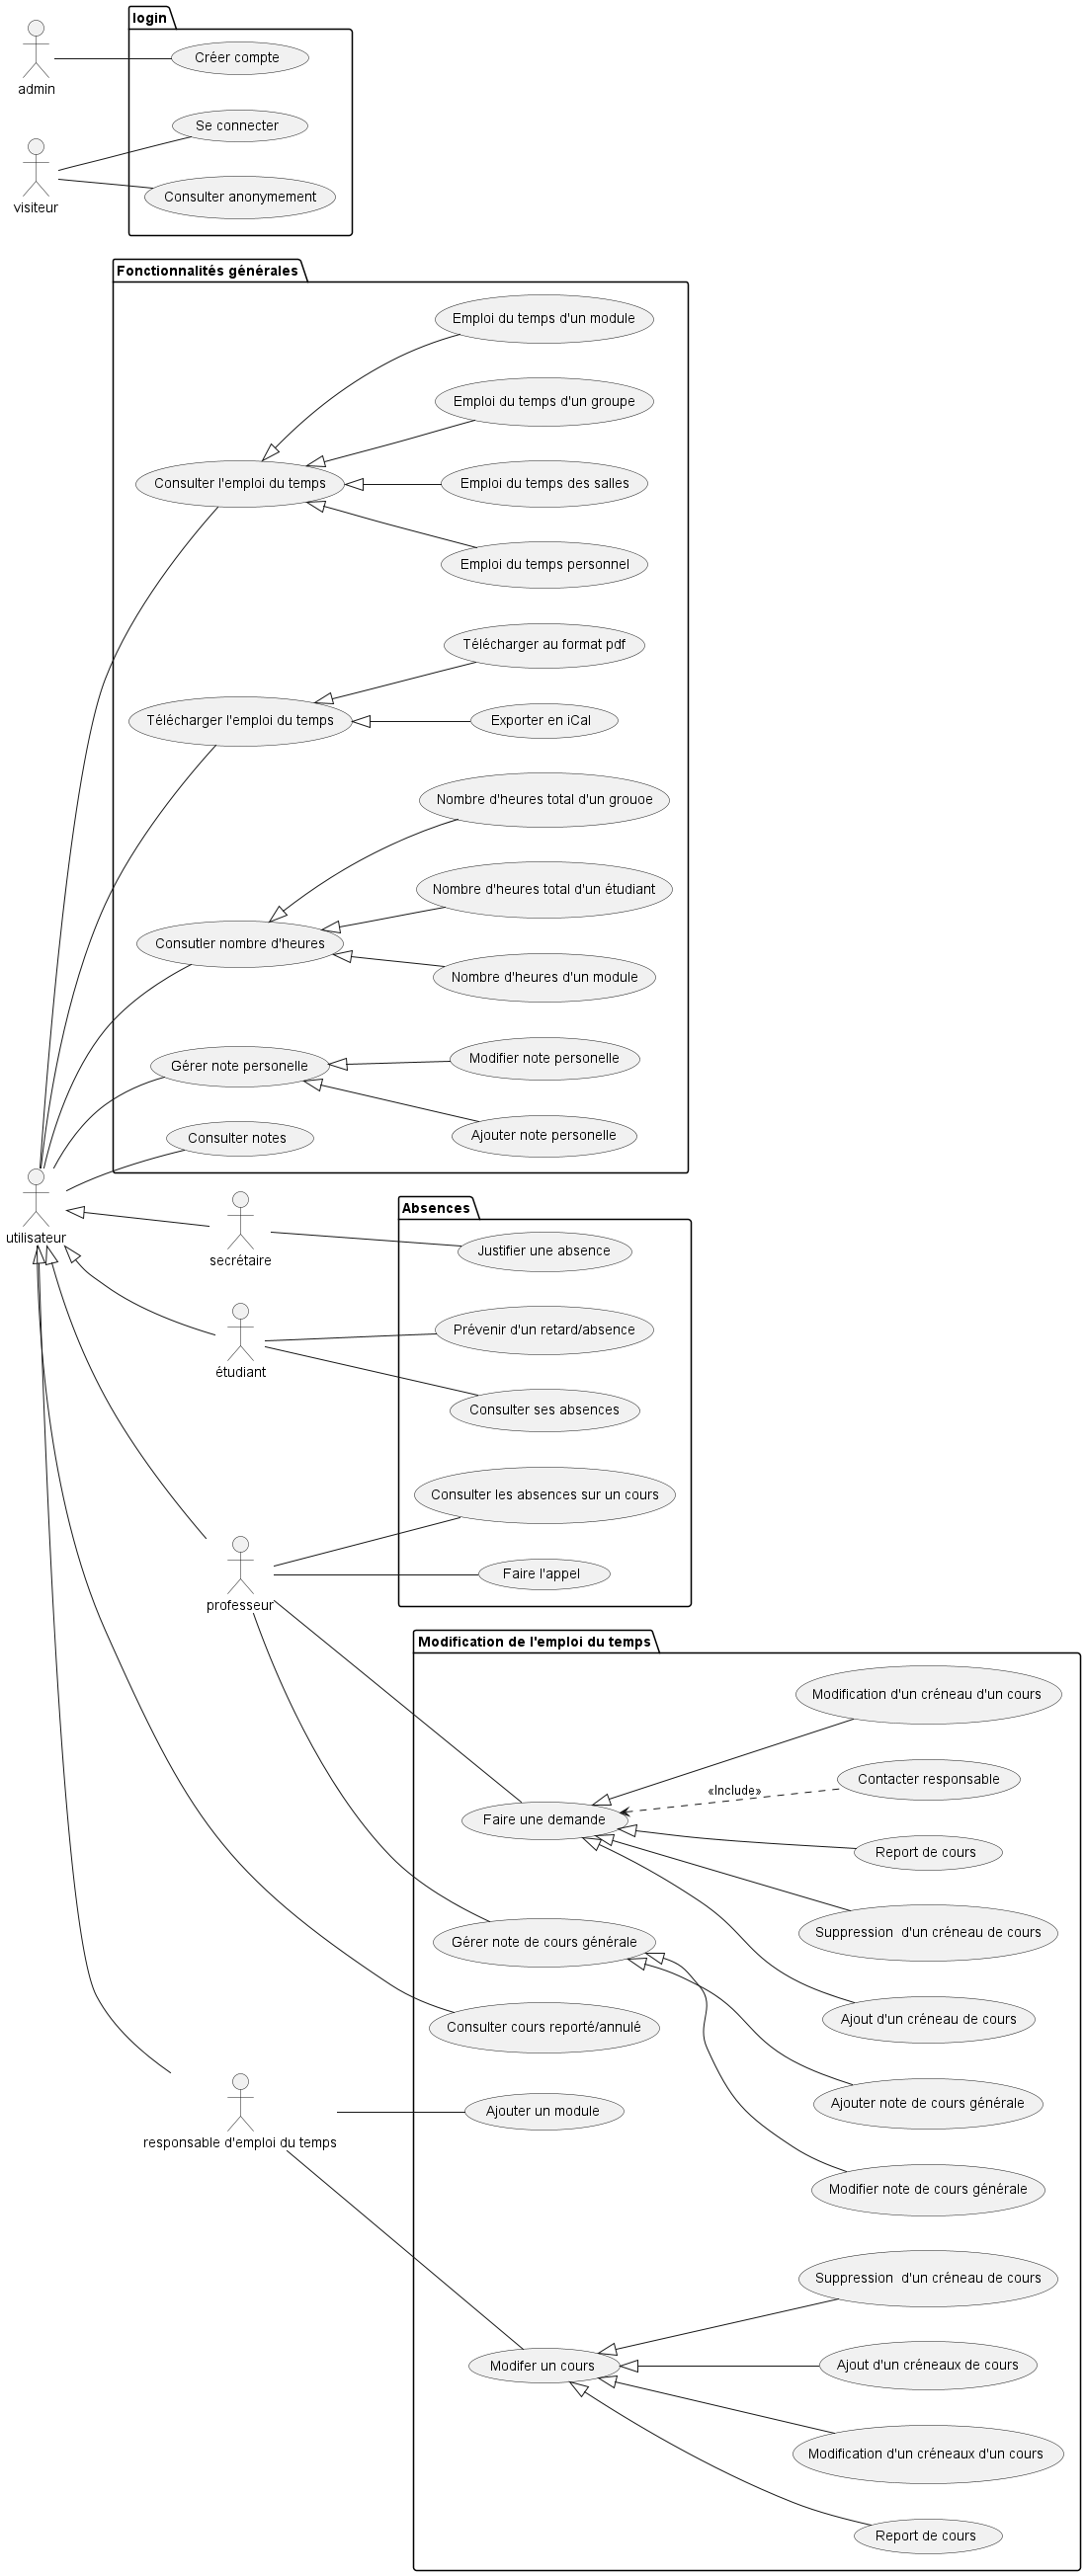 login
Créer compte
admin
Se connecter
Consulter anonymement
visiteur
Fonctionnalités générales
Emploi du temps d'un module
Emploi du temps d'un groupe
Consulter l'emploi du temps
Emploi du temps des salles
Emploi du temps personnel
Télécharger au format pdf
Télécharger l'emploi du temps
Exporter en iCal
Nombre d'heures total d'un grouoe
Nombre d'heures total d'un étudiant
Consutler nombre d'heures
Nombre d'heures d'un module
Gérer note personelle
Modifier note personelle
Ajouter note personelle
Consulter notes
utilisateur
Absences
secrétaire
Justifier une absence
Prévenir d'un retard/absence
étudiant
Consulter ses absences
Consulter les absences sur un cours
Faire l'appel
professeur
Modification de l'emploi du temps
Modification d'un créneau d'un cours
Contacter responsable
«Include»
Faire une demande
Report de cours
Suppression  d'un créneau de cours
Gérer note de cours générale
Ajout d'un créneau de cours
Consulter cours reporté/annulé
Ajouter note de cours générale
Ajouter un module
responsable d'emploi du temps
Modifier note de cours générale
Suppression  d'un créneau de cours
Modifer un cours
Ajout d'un créneaux de cours
Modification d'un créneaux d'un cours
Report de cours